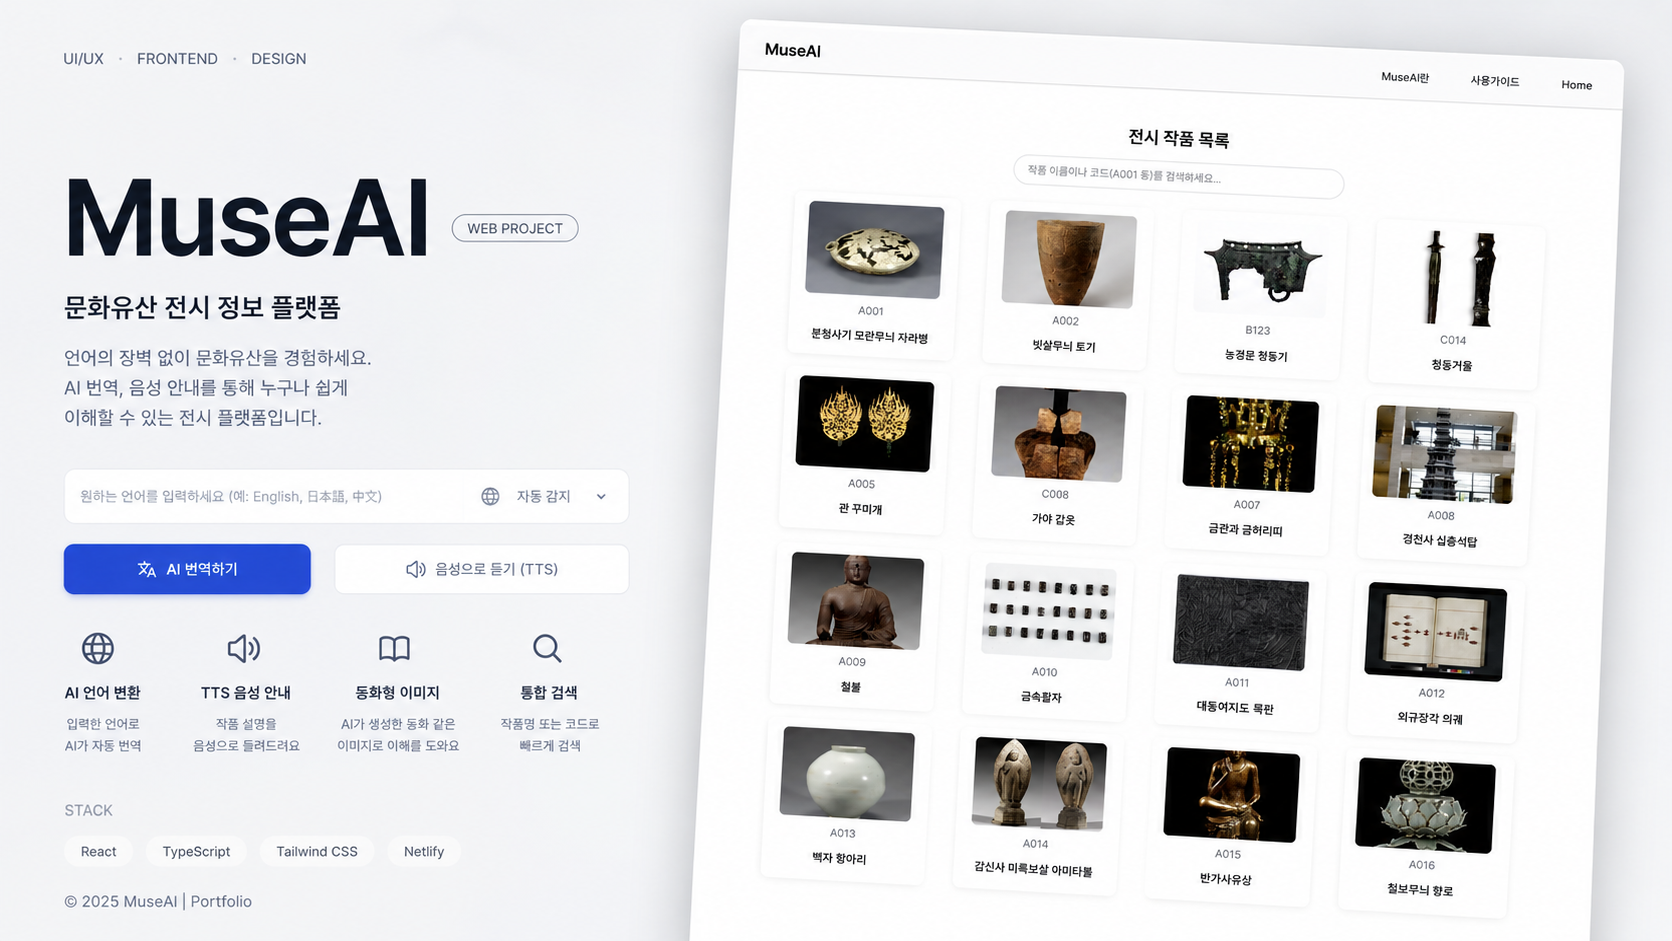 UI/UX · FRONTEND · DESIGN
MuseAI
WEB PROJECT
문화유산 전시 정보 플랫폼
언어의 장벽 없이 문화유산을 경험하세요.
AI 번역, 음성 안내를 통해 누구나 쉽게
이해할 수 있는 전시 플랫폼입니다.
원하는 언어를 입력하세요 (예: English, 日本語, 中文)
자동 감지
AI 번역하기
음성으로 듣기 (TTS)
AI 언어 변환
입력한 언어로
AI가 자동 번역
TTS 음성 안내
작품 설명을
음성으로 들려드려요
동화형 이미지
AI가 생성한 동화 같은
이미지로 이해를 도와요
통합 검색
작품명 또는 코드로
빠르게 검색
STACK
React
TypeScript
Tailwind CSS
Netlify
© 2025 MuseAI | Portfolio
MuseAI
MuseAI란
사용가이드
Home
전시 작품 목록
작품 이름이나 코드(A001 등)를 검색하세요...
A001
분청사기 모란무늬 자라병
A002
빗살무늬 토기
B123
농경문 청동기
C014
청동거울
A005
관 꾸미개
C008
가야 갑옷
A007
금관과 금허리띠
A008
경천사 십층석탑
A009
철불
A010
금속활자
A011
대동여지도 목판
A012
외규장각 의궤
A013
백자 항아리
A014
감산사 미륵보살 아미타불
A015
반가사유상
A016
칠보무늬 향로